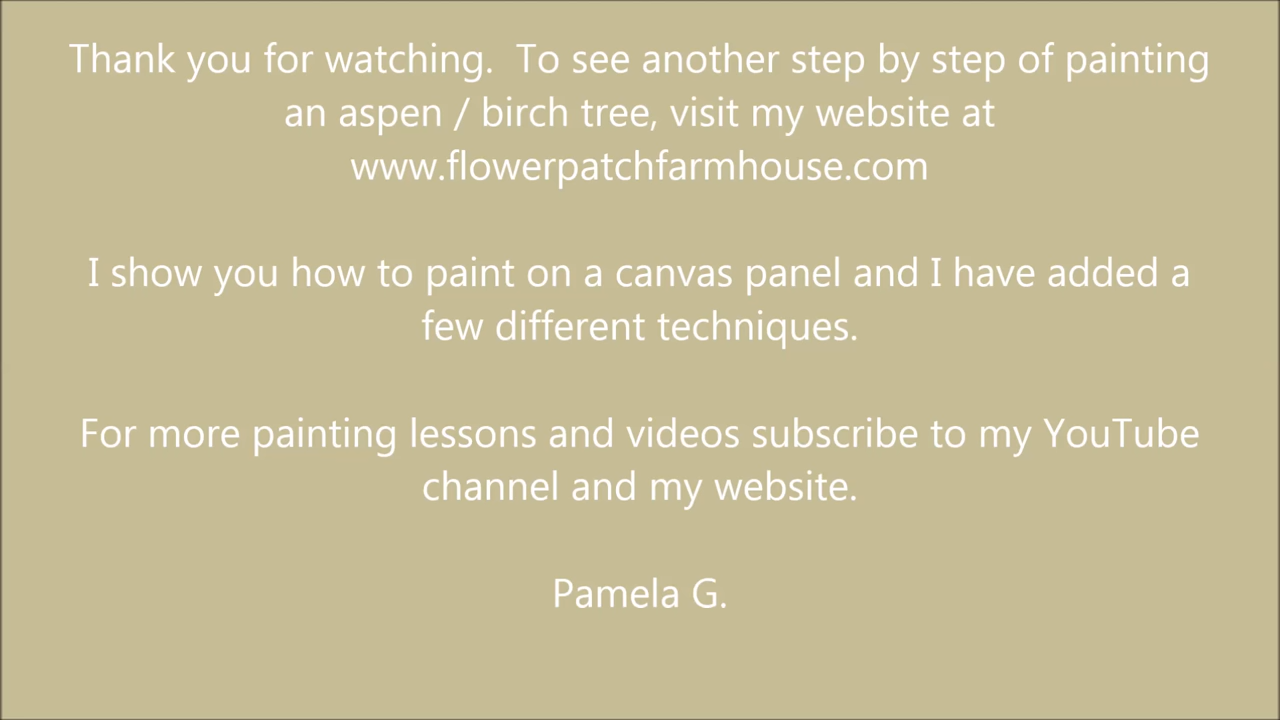 Thank you for watching.  To see another step by step of painting
an aspen / birch tree, visit my website at
www.flowerpatchfarmhouse.com
I show you how to paint on a canvas panel and I have added a
few different techniques.
For more painting lessons and videos subscribe to my YouTube
channel and my website.
Pamela G.